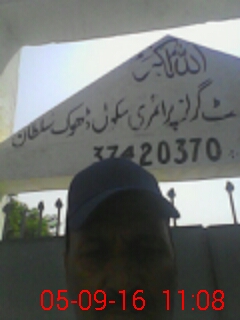 اللہ اکبر
ٹ گرلز پرائمری سکول ڈھوک سلطان
37420370
05-09-16 11:08